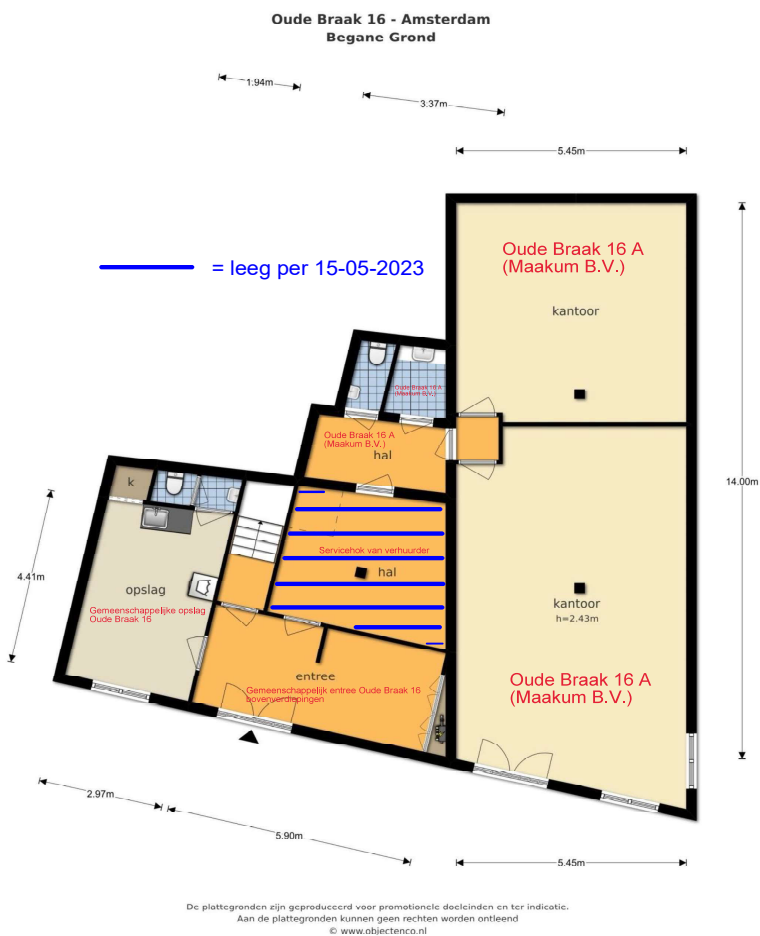 Oude Braak 16 - Amsterdam
Begane Grond
1.94m
3.37m
5.45m
= leeg per 15-05-2023
Oude Braak 16 A
(Maakum B.V.)
kantoor
Oude Braak 16 A
(Maakum B.V.)
Oude Braak 16 A
(Maakum B.V.)
hal
k
14.00m
4.41m
Servicehok van verhuurder
hal
opslag
Gemeenschappelijke opslag
Oude Braak 16
kantoor
h=2.43m
entree
Gemeenschappelijk entree Oude Braak 16
bovenverdiepingen
Oude Braak 16 A
(Maakum B.V.)
2.97m
5.90m
5.45m
De plattegronden zijn geproduceerd voor promotionele doeleinden en ter indicatie.
Aan de plattegronden kunnen geen rechten worden ontleend
© www.objectenco.nl